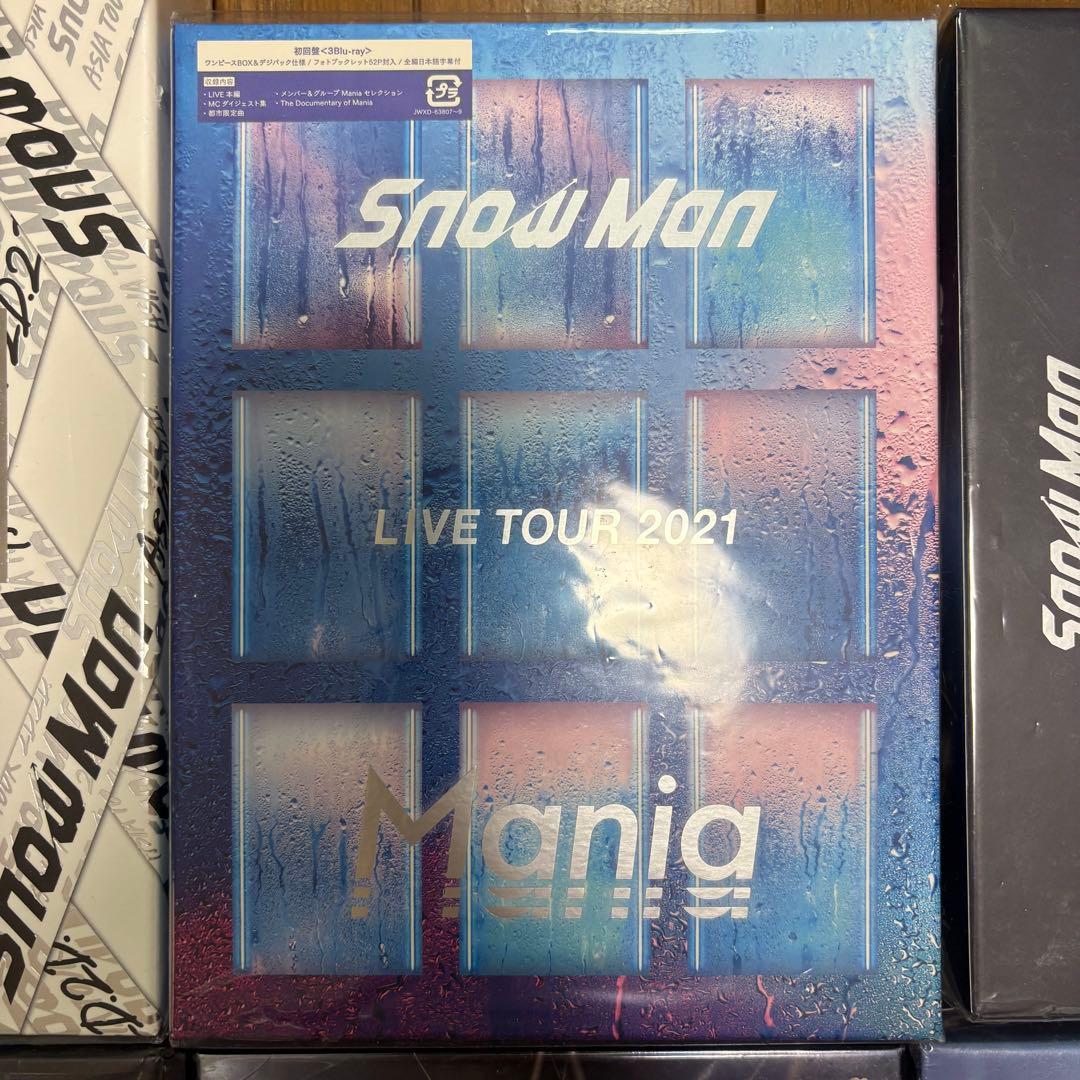 初回盤<3Blu-ray>
ワンピースBOX&デジパック仕様 / フォトブックレット52P封入 / 全編日本語字幕付
収録内容
・LIVE 本編
・MC ダイジェスト集
・都市限定曲
・メンバー&グループ Mania セレクション
・The Documentary of Mania
プラ
JWXD-63807~9
Snow Man
LIVE TOUR 2021
Mania
Snow Man
ASIA TOUR
2D.2.
Snow Man
D.2.
Snow Man